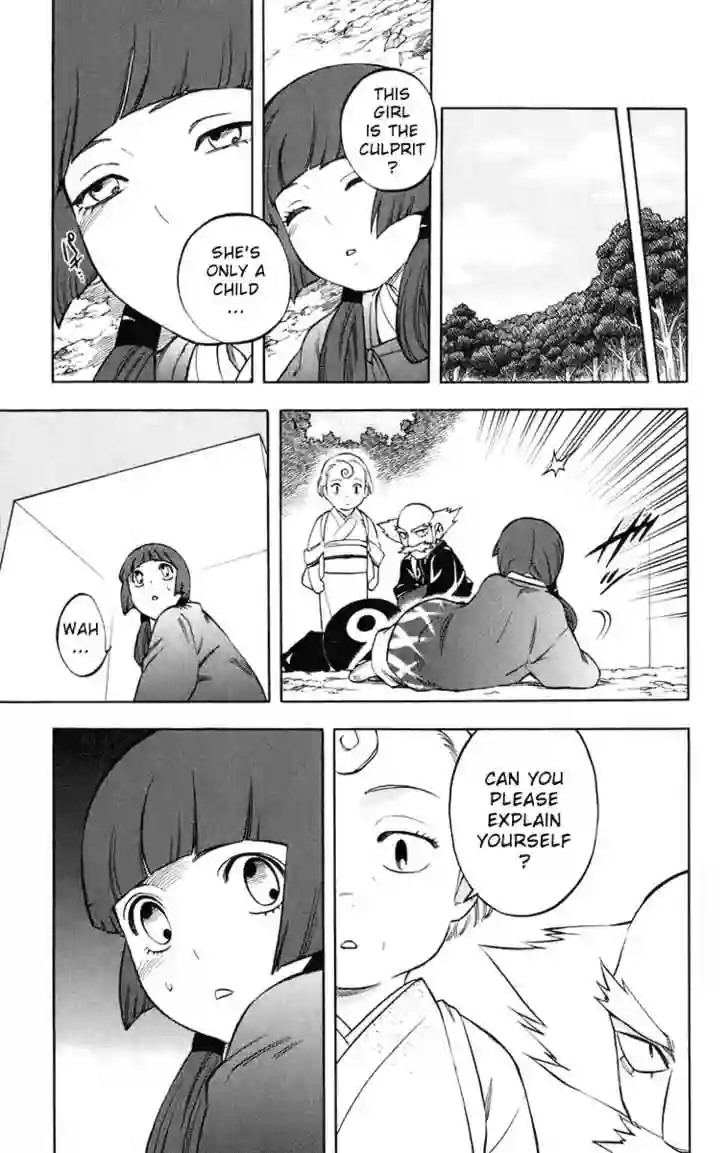 THIS
GIRL
IS THE
CULPRIT
?
SHE'S
ONLY A
CHILD
...
WAH
...
CAN YOU
PLEASE
EXPLAIN
YOURSELF
?